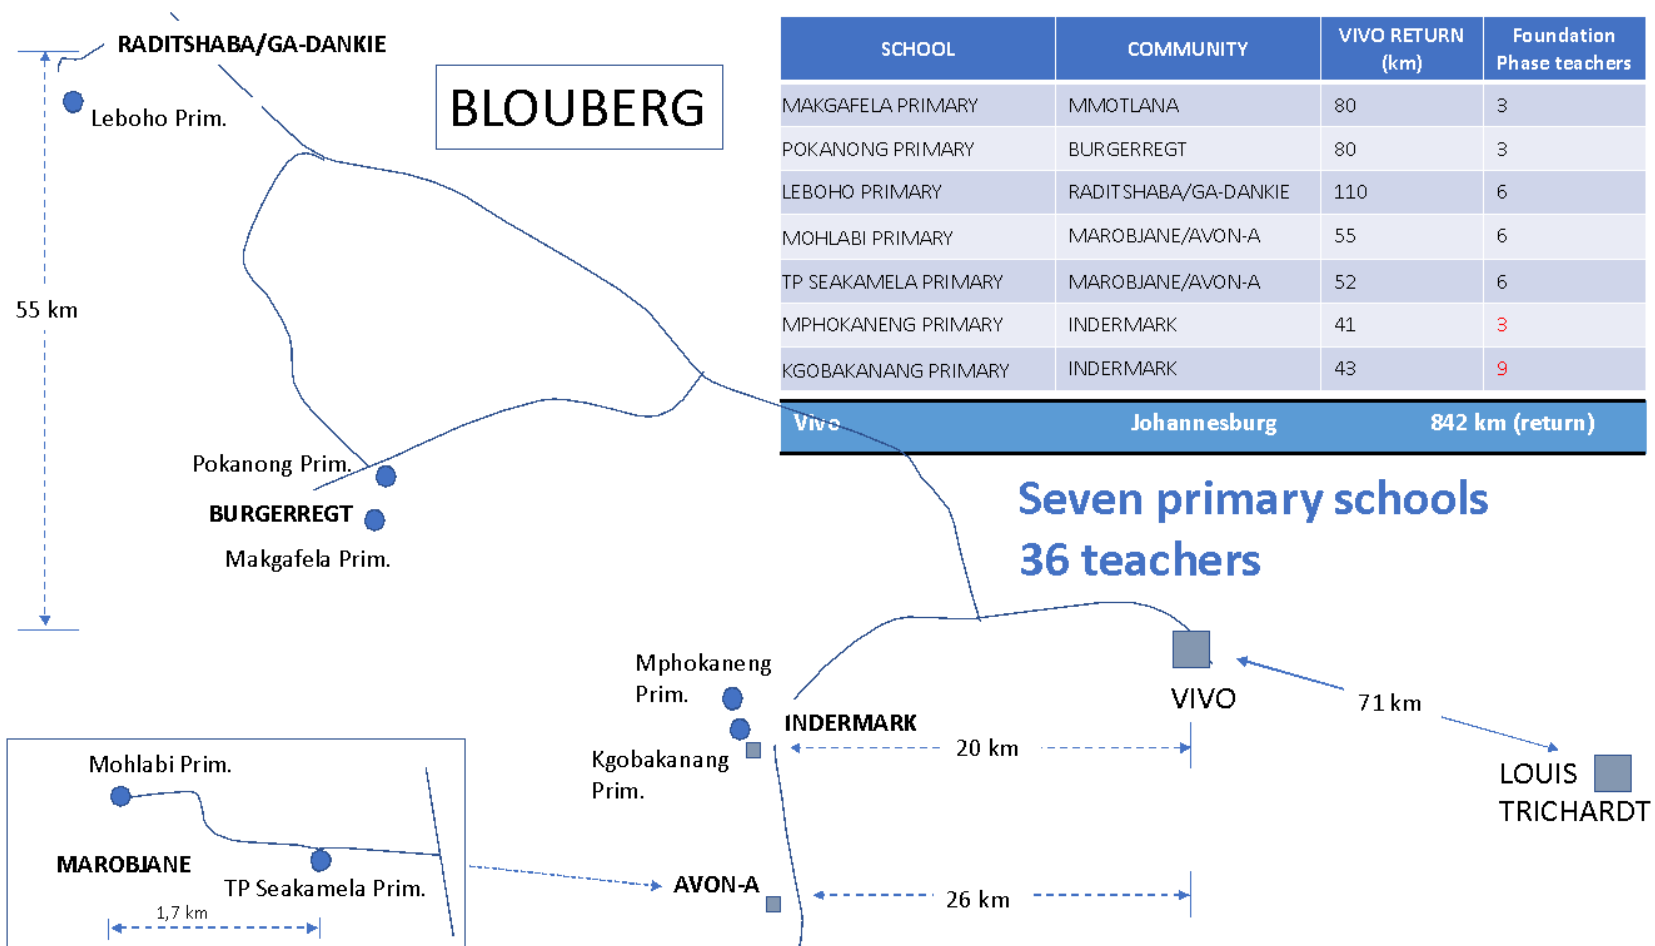 RADITSHABA/GA-DANKIE
Leboho Prim.
BLOUBERG
55 km
Pokanong Prim.
BURGERREGT
Makgafela Prim.
SCHOOL COMMUNITY VIVO RETURN (km) Foundation Phase teachers
MAKGAFELA PRIMARY MMOTLANA 80 3
POKANONG PRIMARY BURGERREGT 80 3
LEBOHO PRIMARY RADITSHABA/GA-DANKIE 110 6
MOHLABI PRIMARY MAROBJANE/AVON-A 55 6
TP SEAKAMELA PRIMARY MAROBJANE/AVON-A 52 6
MPHOKANENG PRIMARY INDERMARK 41 3
KGOBAKANANG PRIMARY INDERMARK 43 9
Vivo Johannesburg 842 km (return)
Seven primary schools
36 teachers
Mphokaneng
Prim.
INDERMARK
Kgobakanang
Prim.
20 km
VIVO
71 km
LOUIS
TRICHARDT
Mohlabi Prim.
MAROBJANE
TP Seakamela Prim.
1,7 km
AVON-A
26 km